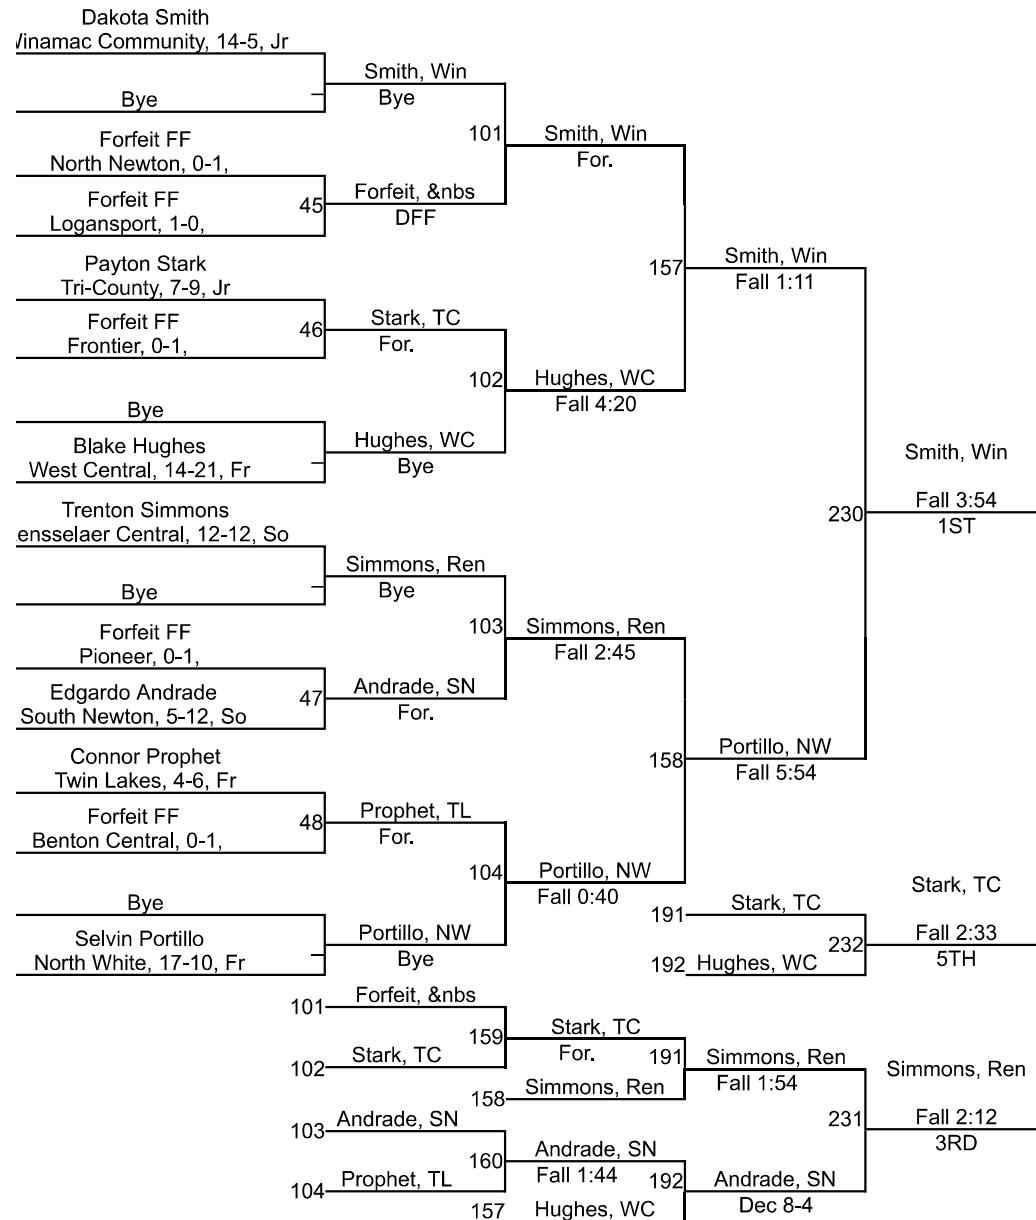 Dakota Smith
Winamac Community, 14-5, Jr
Smith, Win
Bye
Bye
101
Smith, Win
For.
Forfeit FF
North Newton, 0-1,
Forfeit FF
45
Forfeit, &nbs
Logansport, 1-0,
DFF
Payton Stark
Tri-County, 7-9, Jr
157
Smith, Win
Fall 1:11
Forfeit FF
46
Stark, TC
Frontier, 0-1,
For.
102
Hughes, WC
Fall 4:20
Bye
Blake Hughes
Hughes, WC
West Central, 14-21, Fr
Bye
Smith, Win
230
Fall 3:54
1ST
Trenton Simmons
ensselaer Central, 12-12, So
Simmons, Ren
Bye
Bye
103
Simmons, Ren
Fall 2:45
Forfeit FF
Pioneer, 0-1,
Edgardo Andrade
47
Andrade, SN
South Newton, 5-12, So
For.
Connor Prophet
Twin Lakes, 4-6, Fr
158
Portillo, NW
Fall 5:54
Forfeit FF
48
Prophet, TL
Benton Central, 0-1,
For.
104
Portillo, NW
Fall 0:40
Bye
Selvin Portillo
Portillo, NW
North White, 17-10, Fr
Bye
191
Stark, TC
192
Hughes, WC
232
Stark, TC
Fall 2:33
5TH
101
Forfeit, &nbs
102
Stark, TC
159
Stark, TC
For.
158
Simmons, Ren
191
Simmons, Ren
Fall 1:54
231
Simmons, Ren
Fall 2:12
3RD
103
Andrade, SN
104
Prophet, TL
160
Andrade, SN
Fall 1:44
157
Hughes, WC
192
Andrade, SN
Dec 8-4